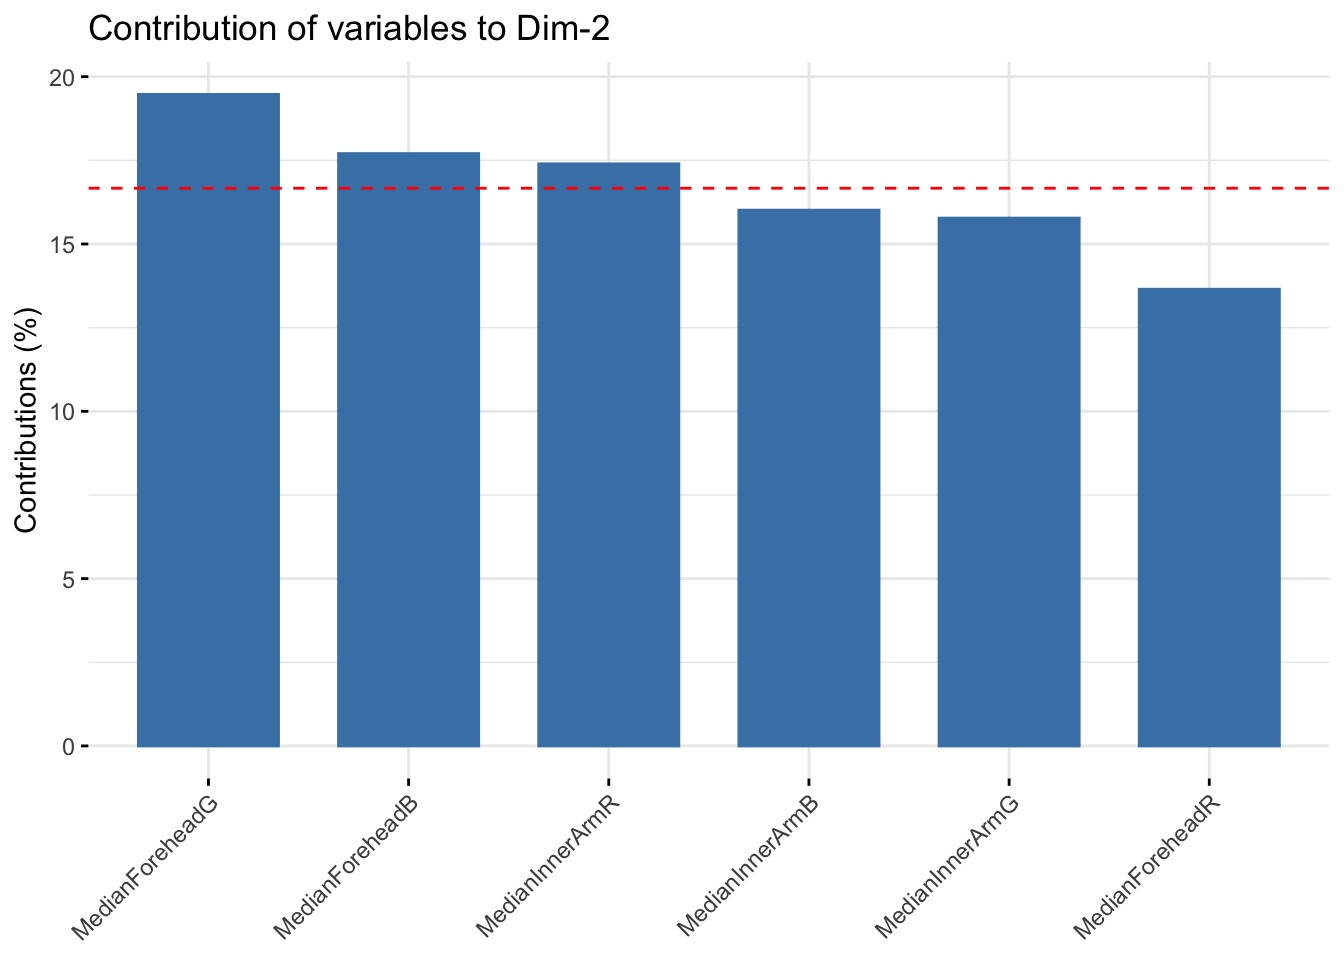 Contribution of variables to Dim-2
Contributions (%)
20
15
10
5
0
MedianForeheadG
MedianForeheadB
MedianInnerArmR
MedianInnerArmB
MedianInnerArmG
MedianForeheadR